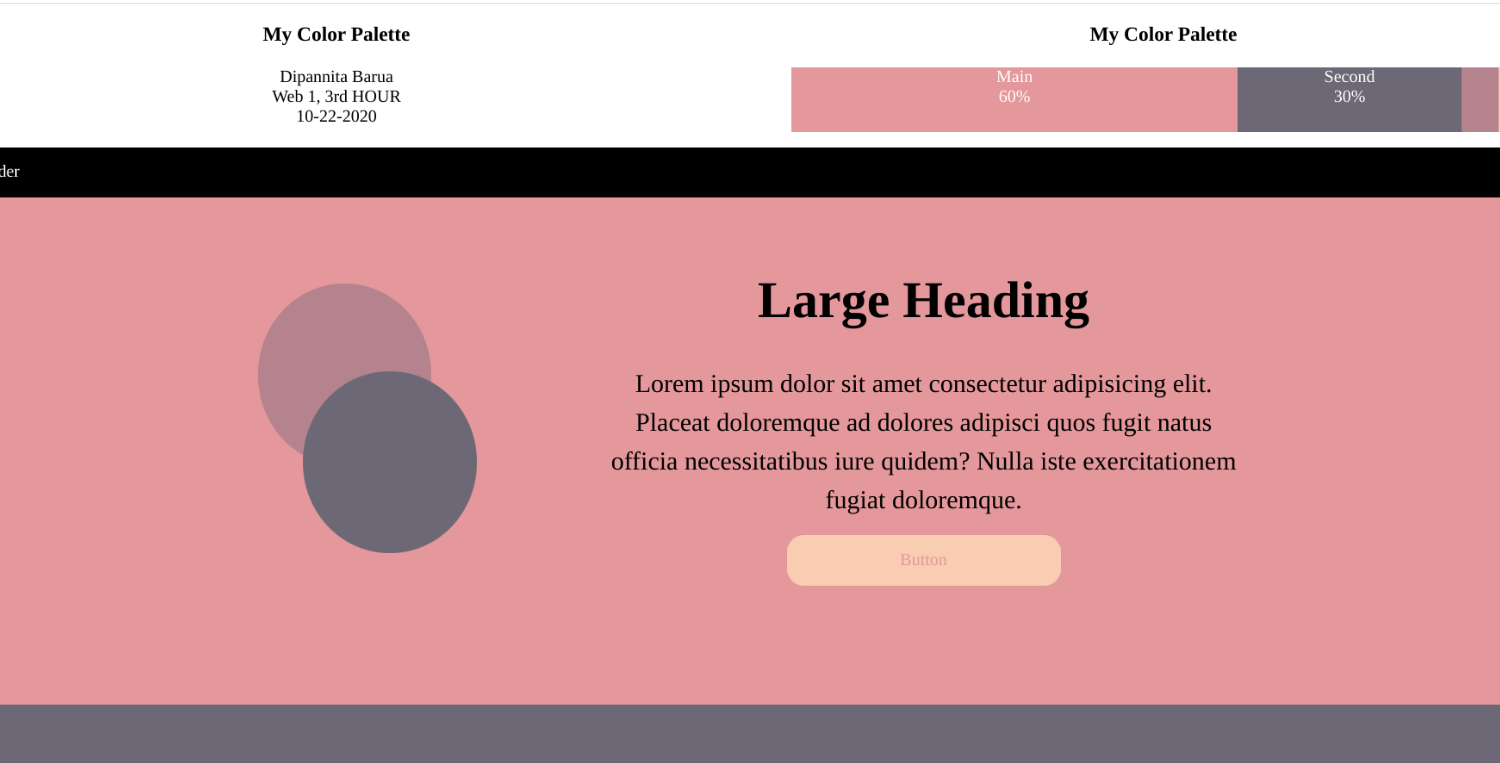 My Color Palette
Dipannita Barua
Web 1, 3rd HOUR
10-22-2020
My Color Palette
Main
60%
Second
30%
Large Heading
Lorem ipsum dolor sit amet consectetur adipisicing elit.
Placeat doloremque ad dolores adipisci quos fugit natus
officia necessitatibus iure quidem? Nulla iste exercitationem
fugiat doloremque.
Button